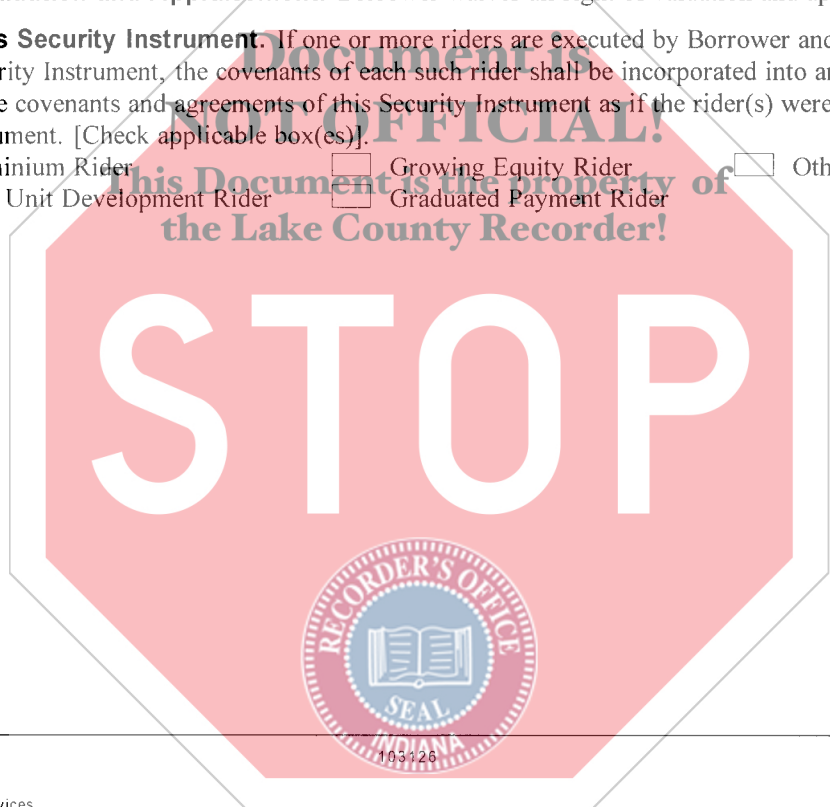 s Security Instrument. If one or more riders are executed by Borrower and
rity Instrument, the covenants of each such rider shall be incorporated into an
e covenants and agreements of this Security Instrument as if the rider(s) were
ument. [Check applicable box(es)].
inium Rider Growing Equity Rider Oth
Unit Development Rider Graduated Payment Rider
Document is
NOT OFFICIAL!
This Document is the property of
the Lake County Recorder!
STOP
RECORDER'S OFFICE
SEAL
INDIANA
103126
vices